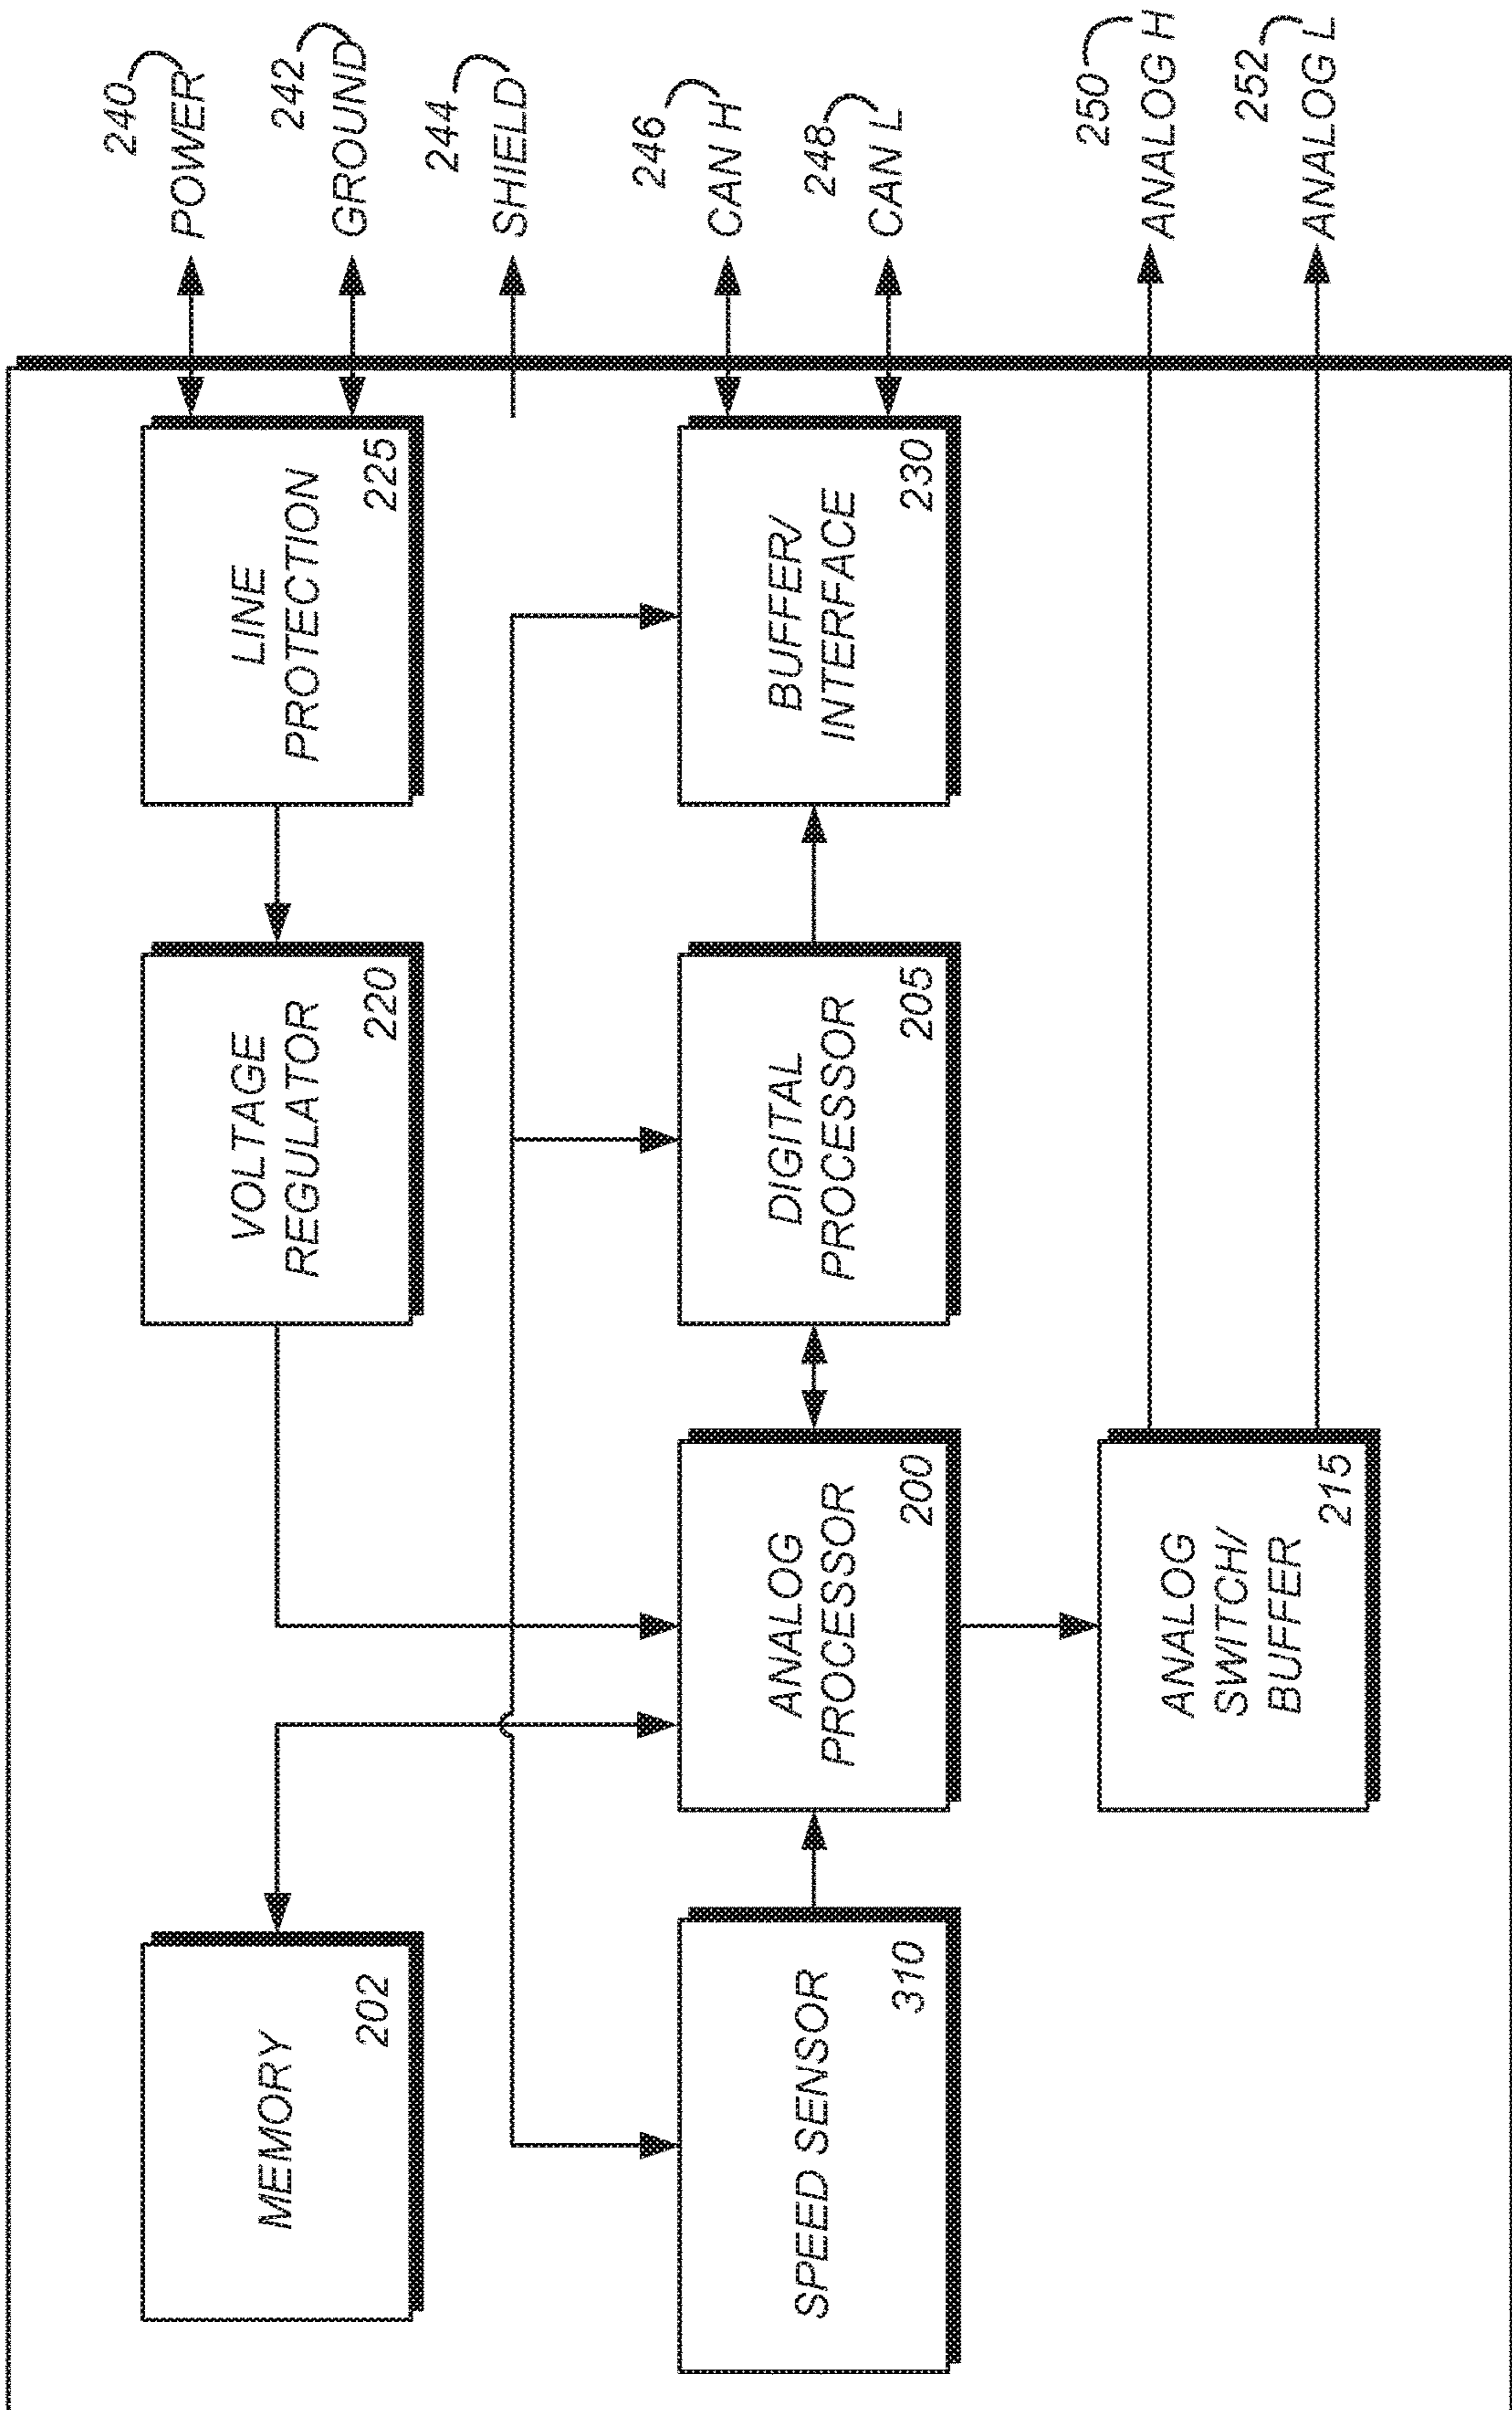 MEMORY
202
VOLTAGE
REGULATOR
220
LINE
PROTECTION
225
240
POWER
242
GROUND
244
SHIELD
SPEED SENSOR
310
ANALOG
PROCESSOR
200
DIGITAL
PROCESSOR
205
BUFFER/
INTERFACE
230
246
CAN H
248
CAN L
ANALOG
SWITCH/
BUFFER
215
250
ANALOG H
252
ANALOG L